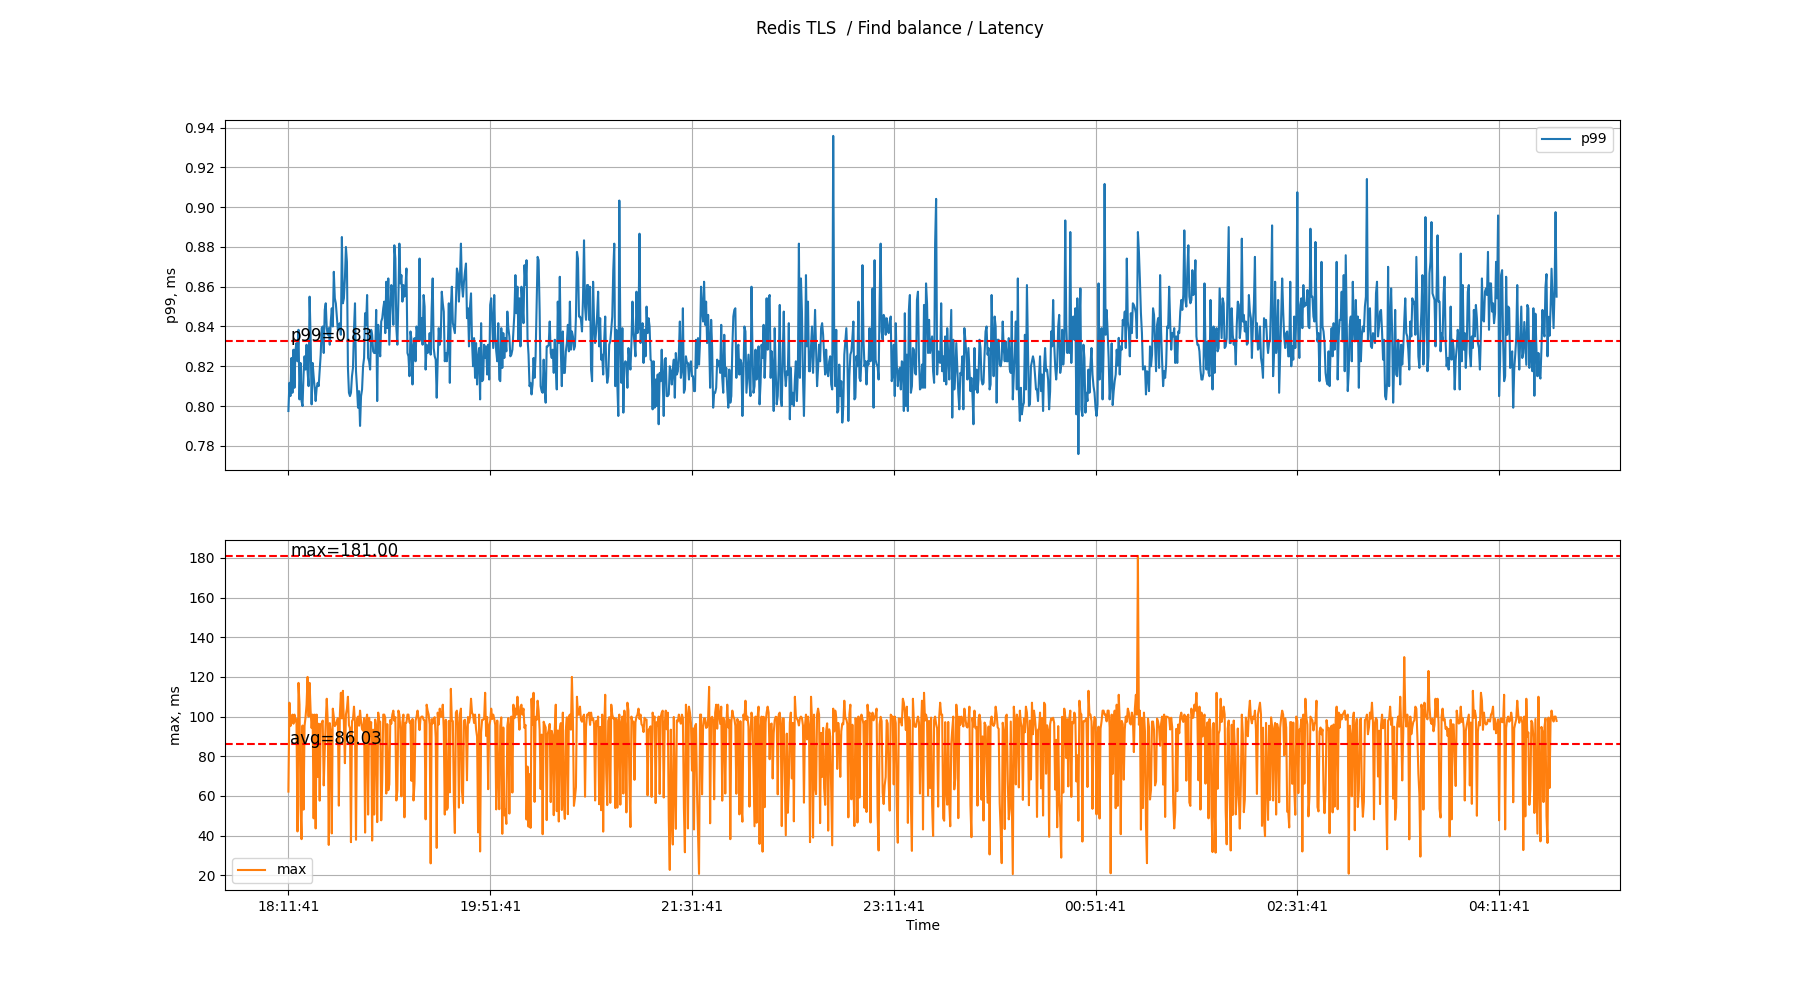 Redis TLS  / Find balance / Latency
0.94
0.92
0.90
0.88
0.86
0.84
0.82
0.80
0.78
p99, ms
p99
p99=0.83
180
160
140
120
100
80
60
40
20
max, ms
max=181.00
avg=86.03
max
18:11:41
19:51:41
21:31:41
23:11:41
00:51:41
02:31:41
04:11:41
Time